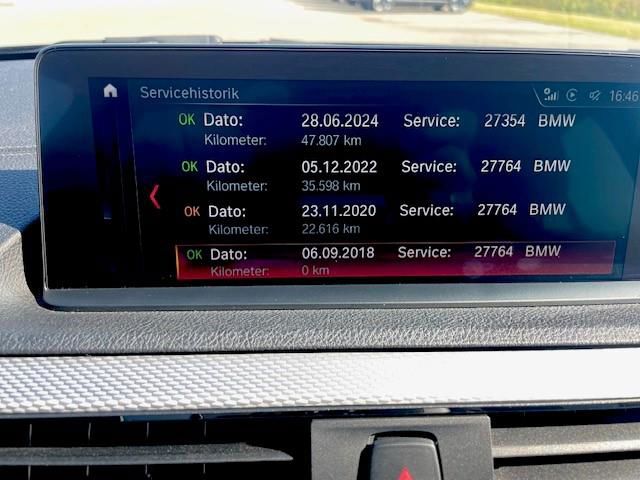 Servicehistorik 16:46
OK Dato: 28.06.2024 Service: 27354 BMW
Kilometer: 47.807 km
OK Dato: 05.12.2022 Service: 27764 BMW
Kilometer: 35.598 km
OK Dato: 23.11.2020 Service: 27764 BMW
Kilometer: 22.616 km
OK Dato: 06.09.2018 Service: 27764 BMW
Kilometer: 0 km